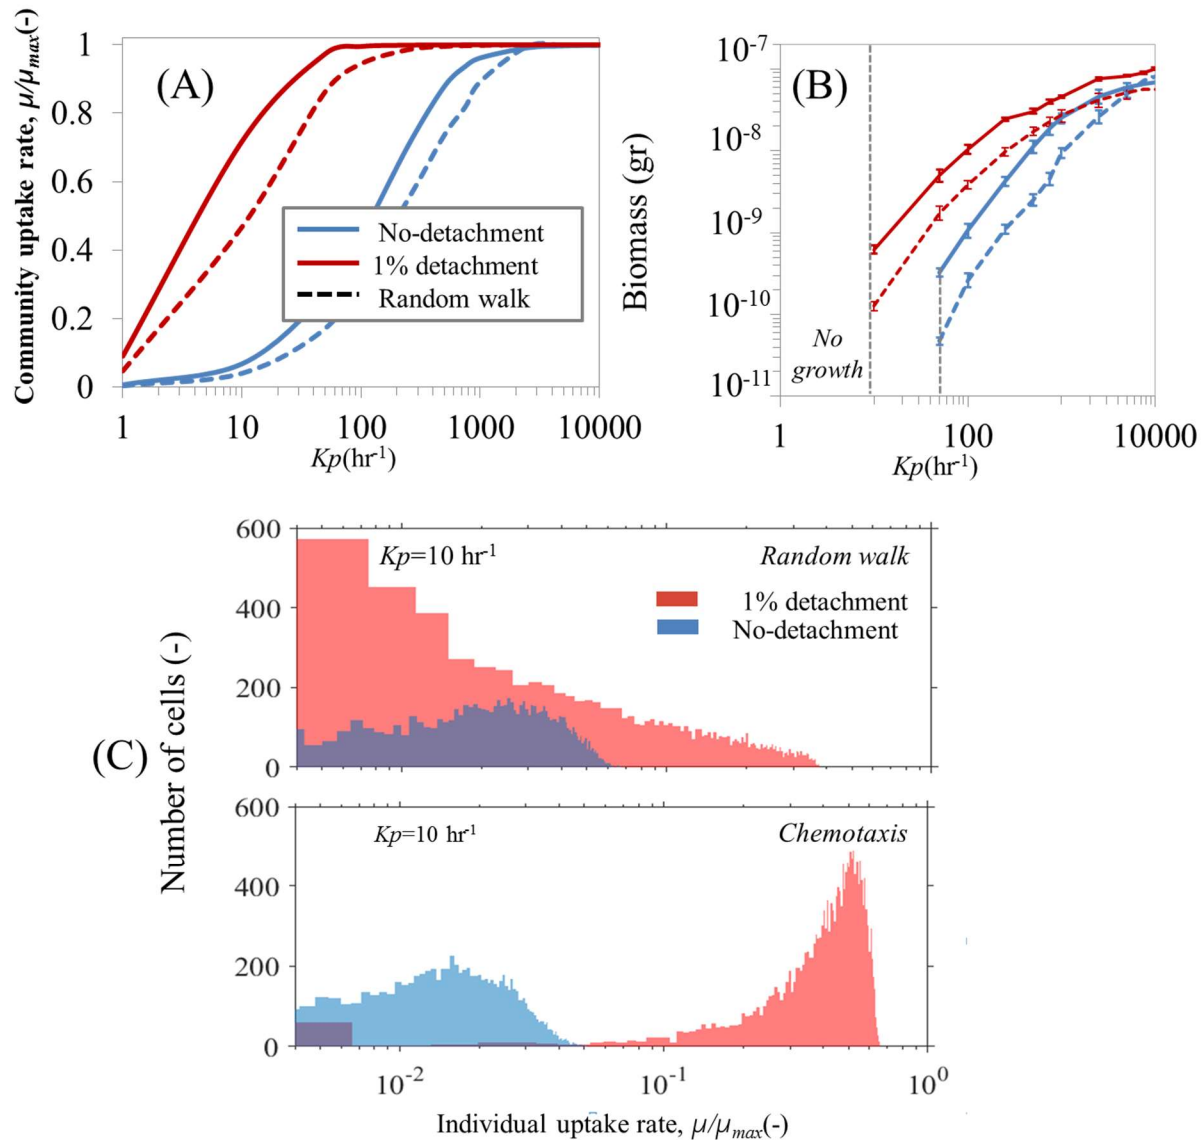 (A)
Community uptake rate, μ/μmax(-)
1
0.8
0.6
0.4
0.2
0
No-detachment
1% detachment
Random walk
1 10 100 1000 10000
Kp(hr-1)
(B)
Biomass (gr)
10-7
10-8
10-9
10-10
10-11
No
growth
1 100 10000
Kp(hr-1)
(C)
Number of cells (-)
600
400
200
0
Kp=10 hr-1
Random walk
1% detachment
No-detachment
600
400
200
0
Kp=10 hr-1
Chemotaxis
10-2 10-1 100
Individual uptake rate, μ/μmax(-)